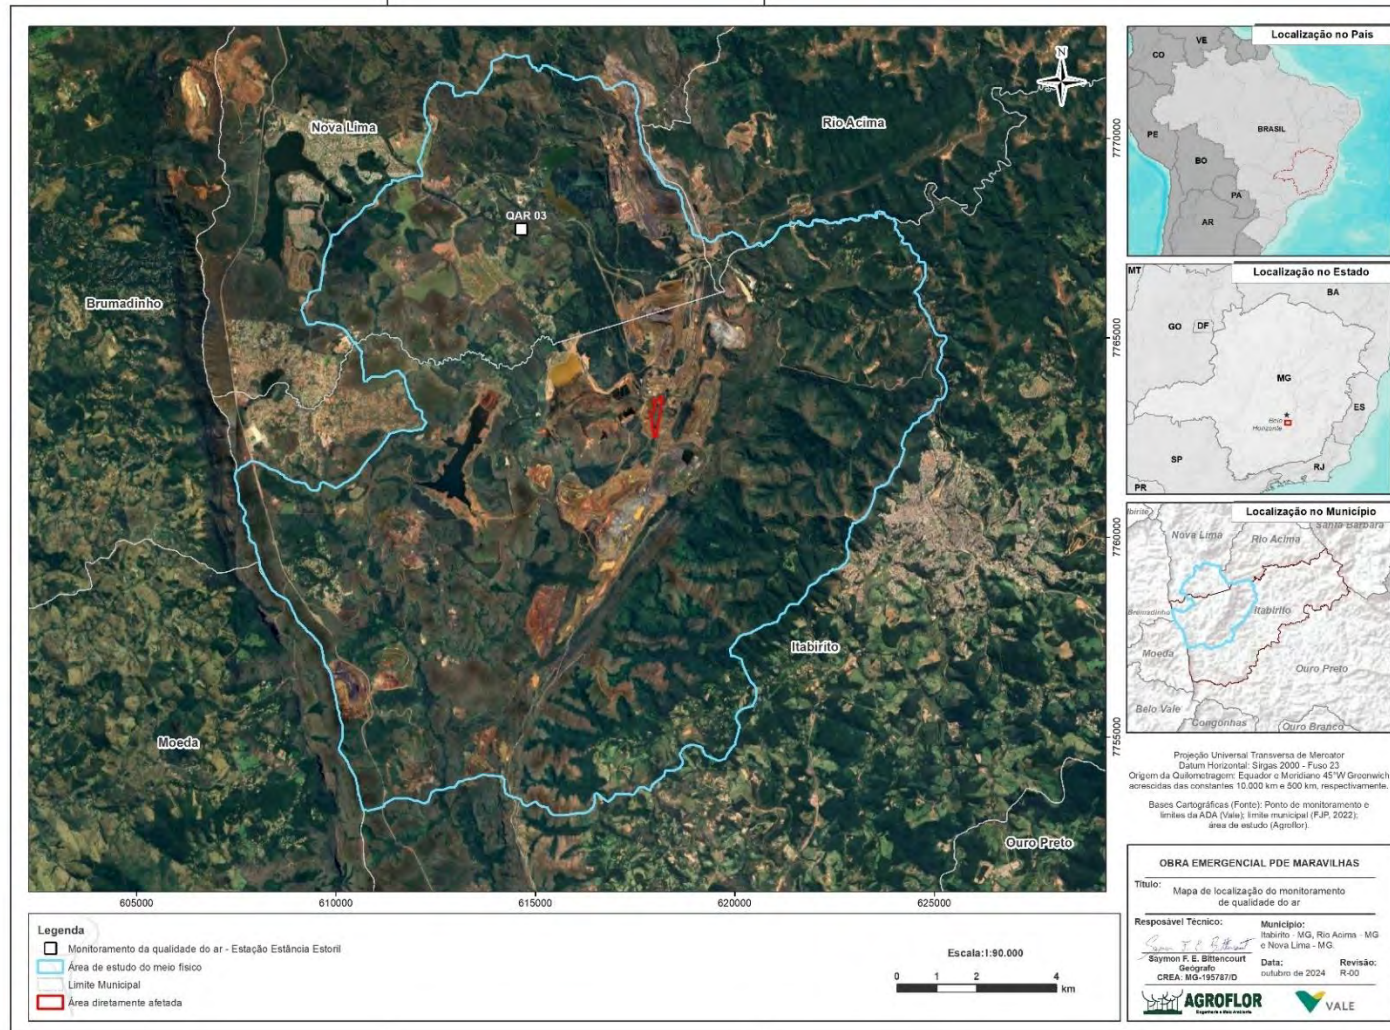 Nova Lima
Rio Acima
QAR 03
Brumadinho
Itabirito
Moeda
Ouro Preto
N
7770000
7765000
7760000
7755000
605000
610000
615000
620000
625000
Legenda
Monitoramento da qualidade do ar - Estação Estância Estoril
Área de estudo do meio físico
Limite Municipal
Área diretamente afetada
Escala:1:90.000
0 1 2 4
km
Localização no País
CO
VE
PE
BRASIL
BO
PA
AR
Localização no Estado
MT
BA
GO
DF
MG
Belo
Horizonte
ES
SP
RJ
PR
Localização no Município
Ibirité
Santa Bárbara
Nova Lima
Rio Acima
Brumadinho
Itabirito
Moeda
Ouro Preto
Belo Vale
Congonhas
Ouro Branco
Projeção Universal Transversa de Mercator
Datum Horizontal: Sirgas 2000 - Fuso 23
Origem da Quilometragem: Equador e Meridiano 45°W Greenwich
acrescidas das constantes 10.000 km e 500 km, respectivamente.
Bases Cartográficas (Fonte): Ponto de monitoramento e
limites da ADA (Vale); limite municipal (FJP, 2022);
área de estudo (Agroflor).
OBRA EMERGENCIAL PDE MARAVILHAS
Título:
Mapa de localização do monitoramento
de qualidade do ar
Responsável Técnico:
Saymon F. E. Bittencourt
Saymon F. E. Bittencourt
Geógrafo
CREA: MG-195787/D
Município:
Itabirito - MG, Rio Acima - MG
e Nova Lima - MG
Data:
outubro de 2024
Revisão:
R-00
AGROFLOR
Engenharia e Meio Ambiente
VALE